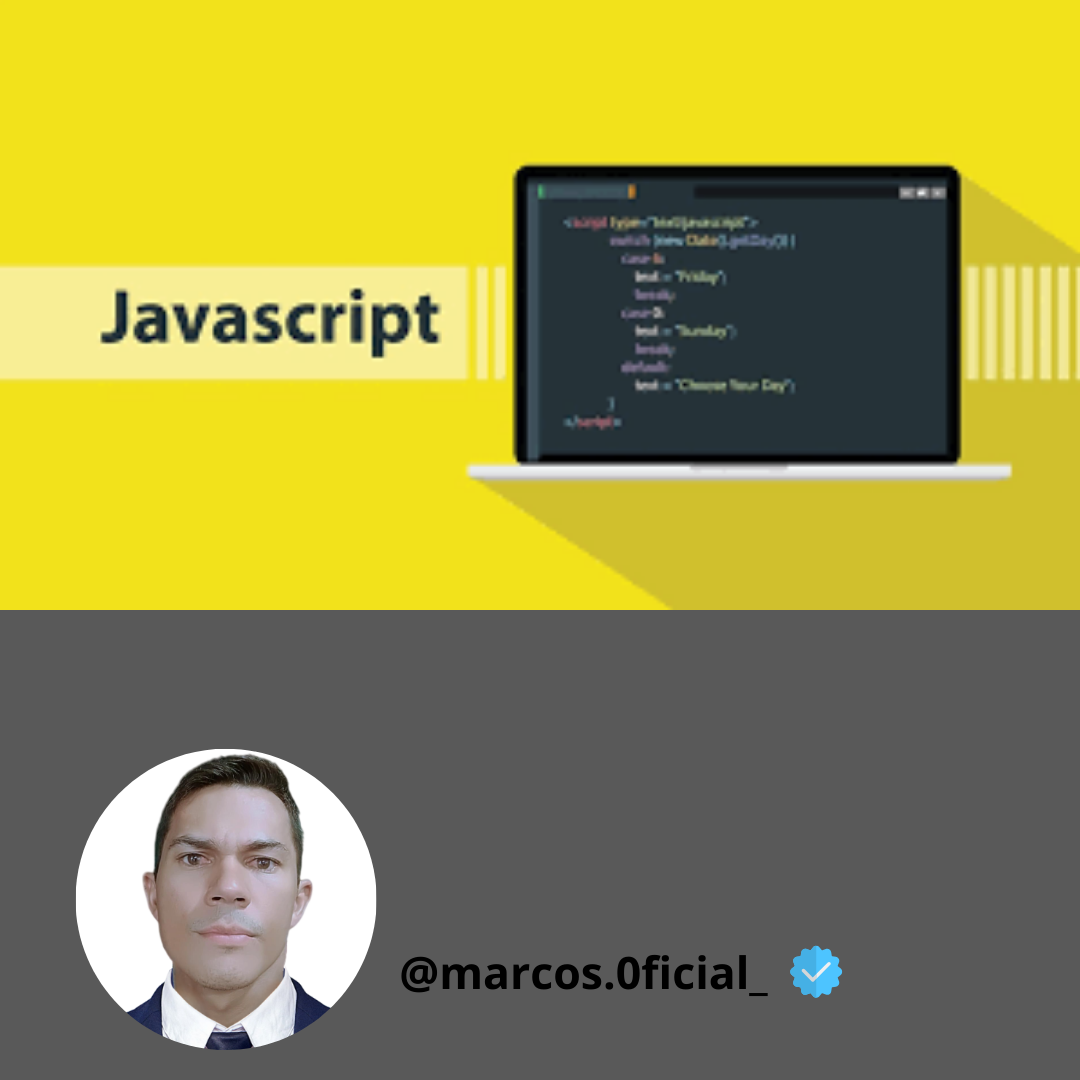 Javascript
<script type="text/javascript">
switch (new Date().getDay()) {
case 6:
text = "Friday";
break;
case 0:
text = "Sunday";
break;
default:
text = "Choose Your Day";
}
</script>
@marcos.0ficial_